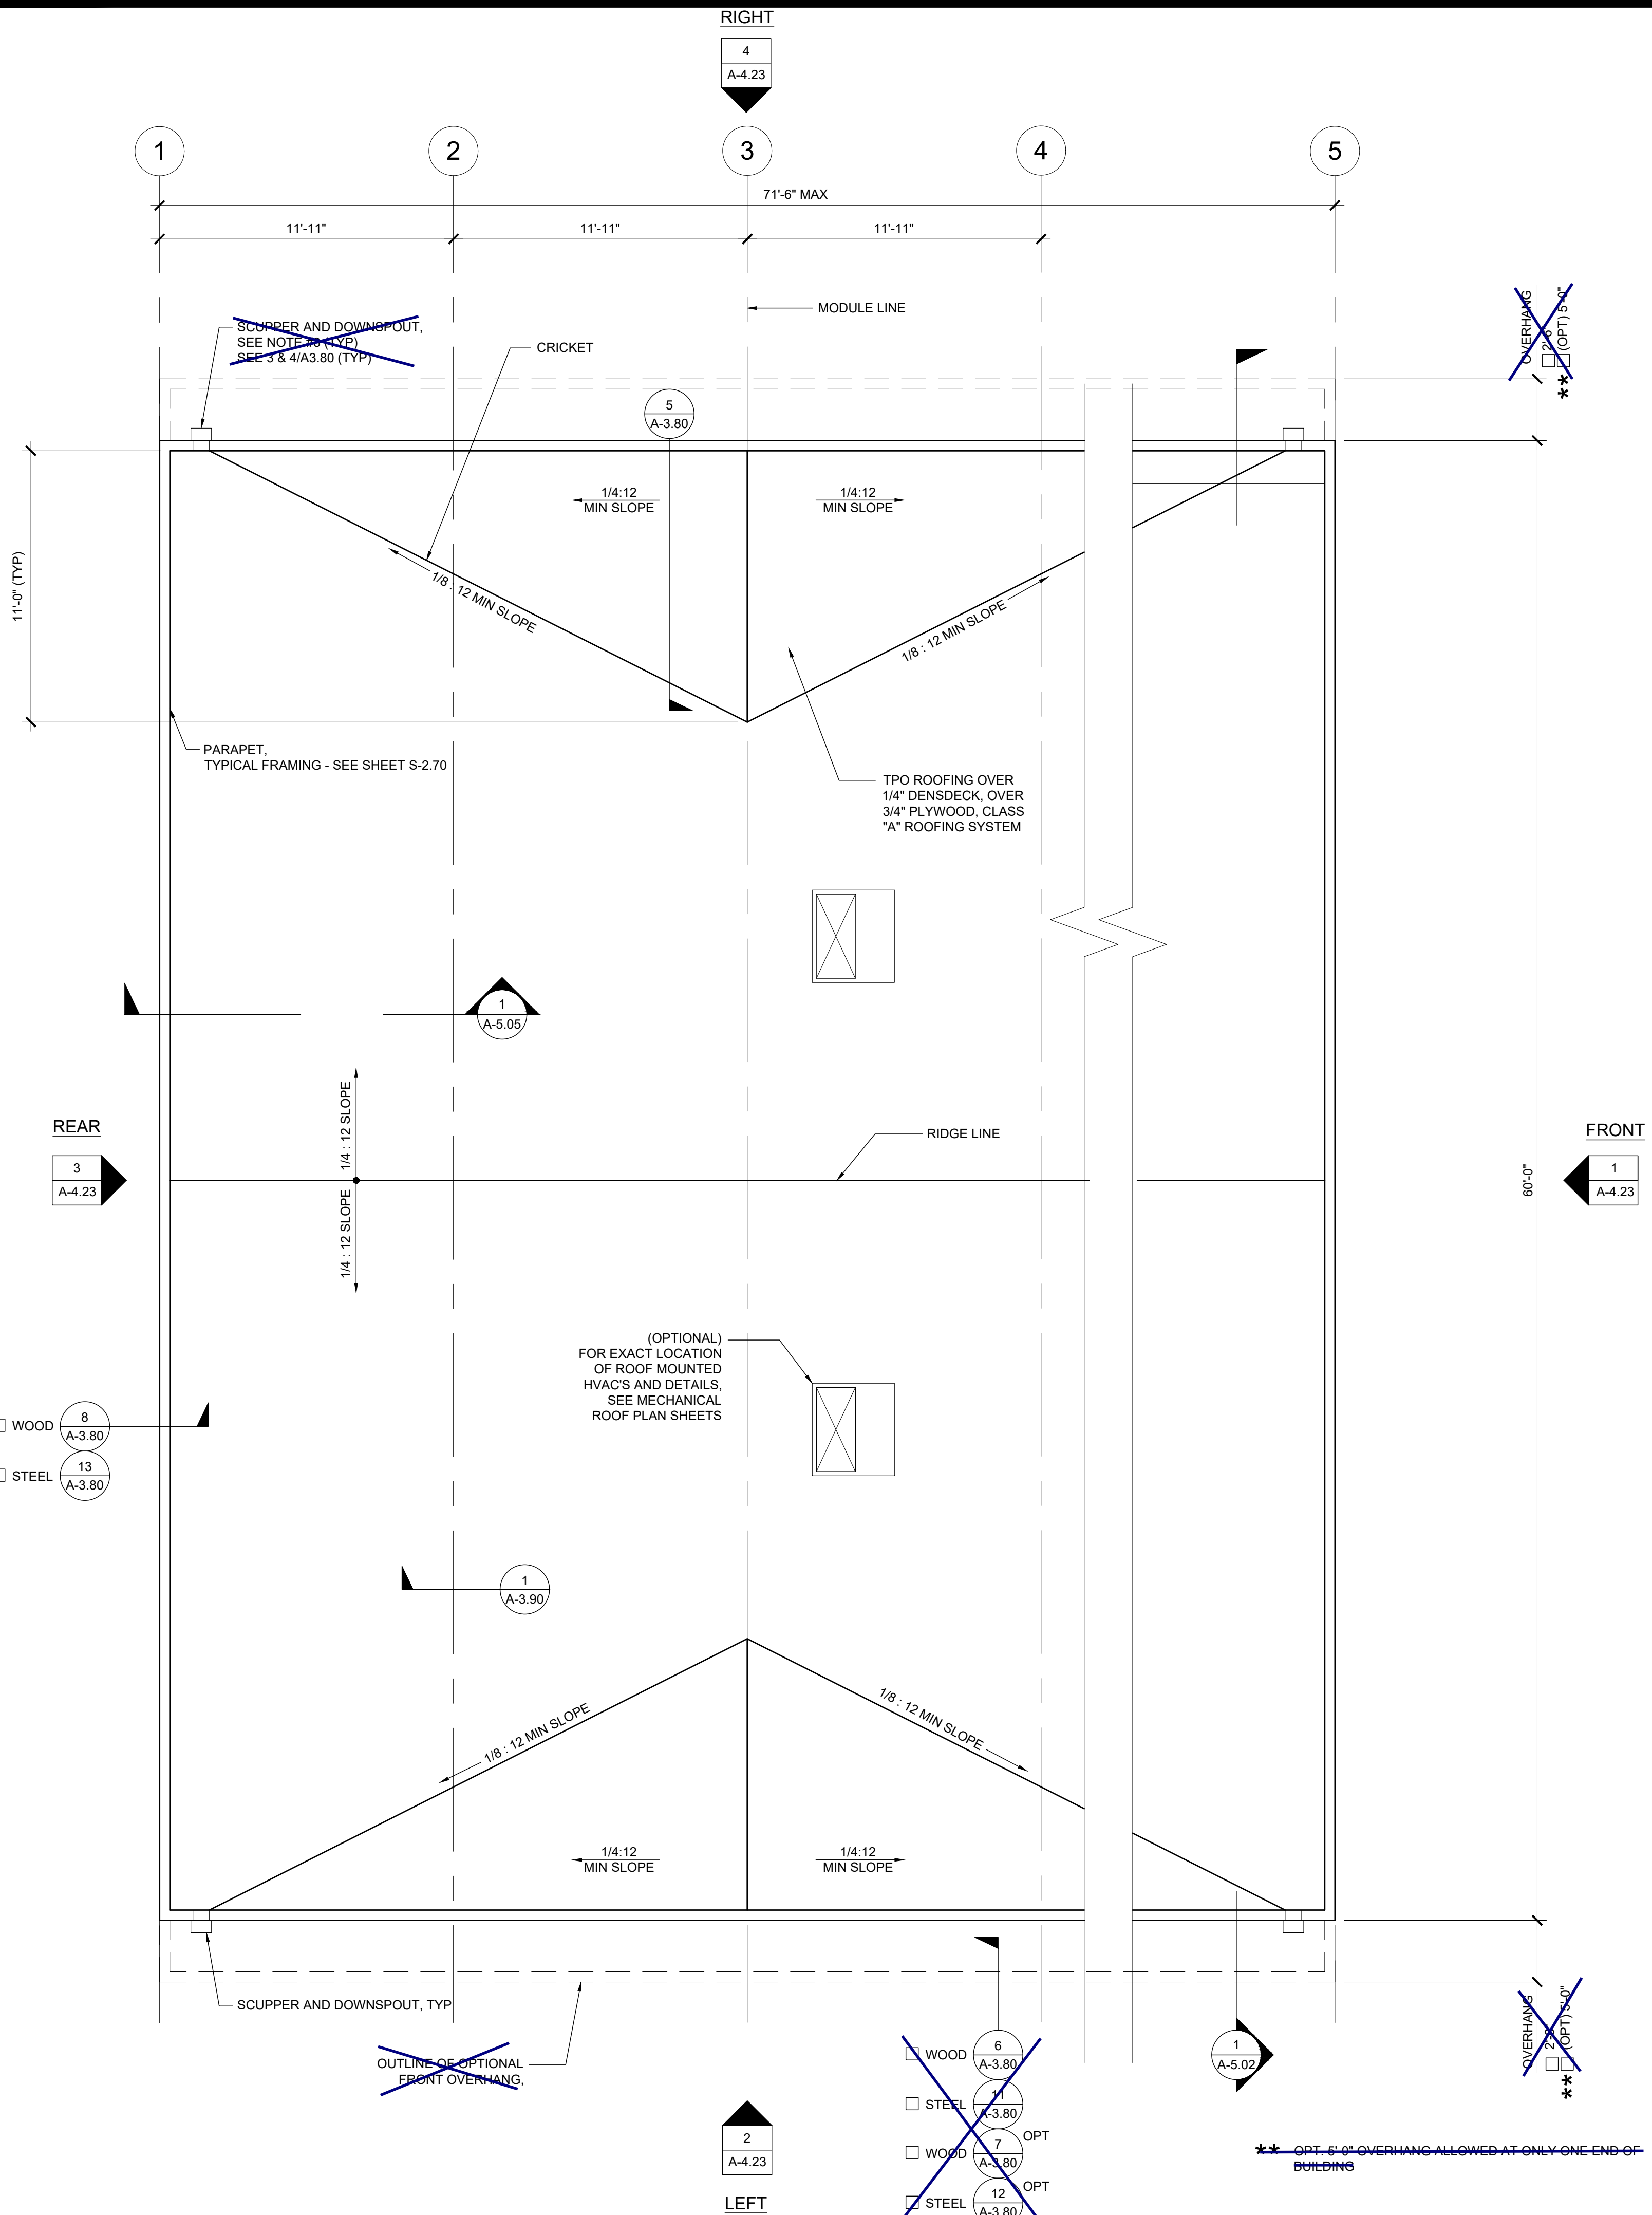 RIGHT
4
A-4.23
1
2
3
4
5
71'-6" MAX
11'-11"
11'-11"
11'-11"
MODULE LINE
SCUPPER AND DOWNSPOUT,
SEE NOTE #8 (TYP)
SEE 3 & 4/A3.80 (TYP)
CRICKET
OVERHANG
2'-6"
** (OPT) 5'-0"
5
A-3.80
1/4:12
MIN SLOPE
1/4:12
MIN SLOPE
11'-0" (TYP)
1/8 : 12 MIN SLOPE
1/8 : 12 MIN SLOPE
PARAPET,
TYPICAL FRAMING - SEE SHEET S-2.70
TPO ROOFING OVER
1/4" DENSDECK, OVER
3/4" PLYWOOD, CLASS
"A" ROOFING SYSTEM
1
A-5.05
1/4 : 12 SLOPE
1/4 : 12 SLOPE
REAR
3
A-4.23
RIDGE LINE
60'-0"
FRONT
1
A-4.23
(OPTIONAL)
FOR EXACT LOCATION
OF ROOF MOUNTED
HVAC'S AND DETAILS,
SEE MECHANICAL
ROOF PLAN SHEETS
WOOD
8
A-3.80
STEEL
13
A-3.80
1
A-3.90
1/8 : 12 MIN SLOPE
1/8 : 12 MIN SLOPE
1/4:12
MIN SLOPE
1/4:12
MIN SLOPE
SCUPPER AND DOWNSPOUT, TYP
OUTLINE OF OPTIONAL
FRONT OVERHANG,
WOOD
6
A-3.80
STEEL
11
A-3.80
WOOD
7
A-3.80
OPT
STEEL
12
A-3.80
OPT
1
A-5.02
OVERHANG
** (OPT) 5'-0"
2
A-4.23
LEFT
** OPT. 5'-0" OVERHANG ALLOWED AT ONLY ONE END OF
BUILDING